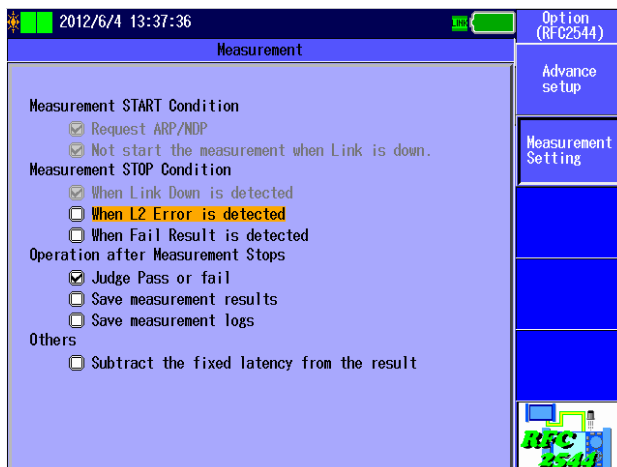 2012/6/4 13:37:36
LINK
Option
(RFC2544)
Measurement
Advance
setup
Measurement START Condition
Request ARP/NDP
Not start the measurement when Link is down.
Measurement
Setting
Measurement STOP Condition
When Link Down is detected
When L2 Error is detected
When Fail Result is detected
Operation after Measurement Stops
Judge Pass or fail
Save measurement results
Save measurement logs
Others
Subtract the fixed latency from the result
RFC
2544